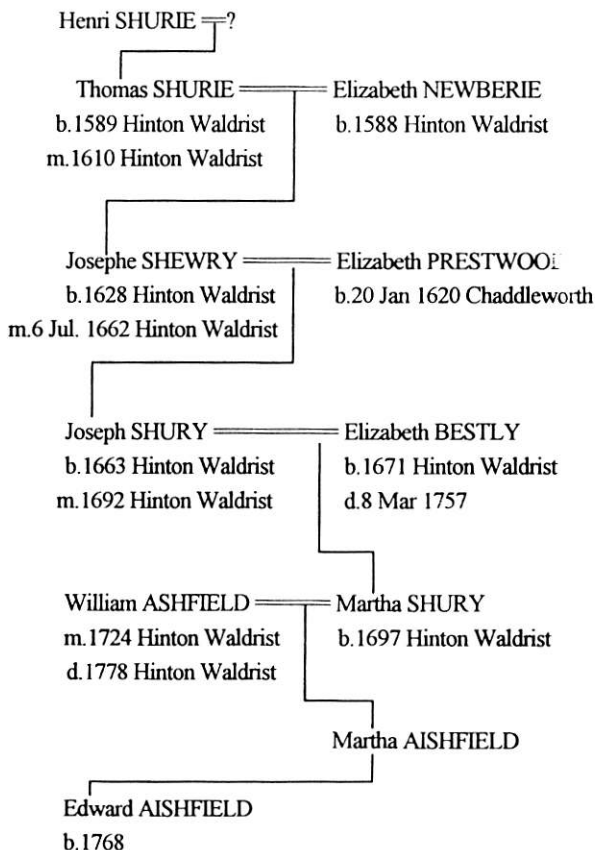 Henri SHURIE ?
Thomas SHURIE Elizabeth NEWBERIE
b.1589 Hinton Waldrist b.1588 Hinton Waldrist
m.1610 Hinton Waldrist
Josephe SHEWRY Elizabeth
b.1628 Hinton Waldrist b.20 Jan 1620 Chaddleworth
m.6 Jul. 1662 Hinton Waldrist
Joseph SHURY Elizabeth BESTLY
b.1663 Hinton Waldrist b.1671 Hinton Waldrist
m.1692 Hinton Waldrist d.8 Mar 1757
William ASHFIELD Martha SHURY
m.1724 Hinton Waldrist b.1697 Hinton Waldrist
d.1778 Hinton Waldrist
Martha AISHFIELD
Edward AISHFIELD
b.1768